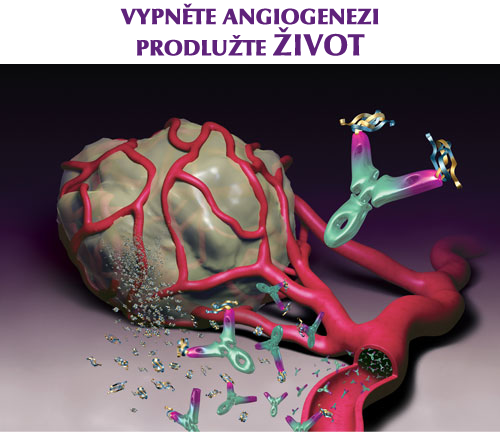 VYPNĚTE ANGIOGENEZI
PRODLUŽTE ŽIVOT